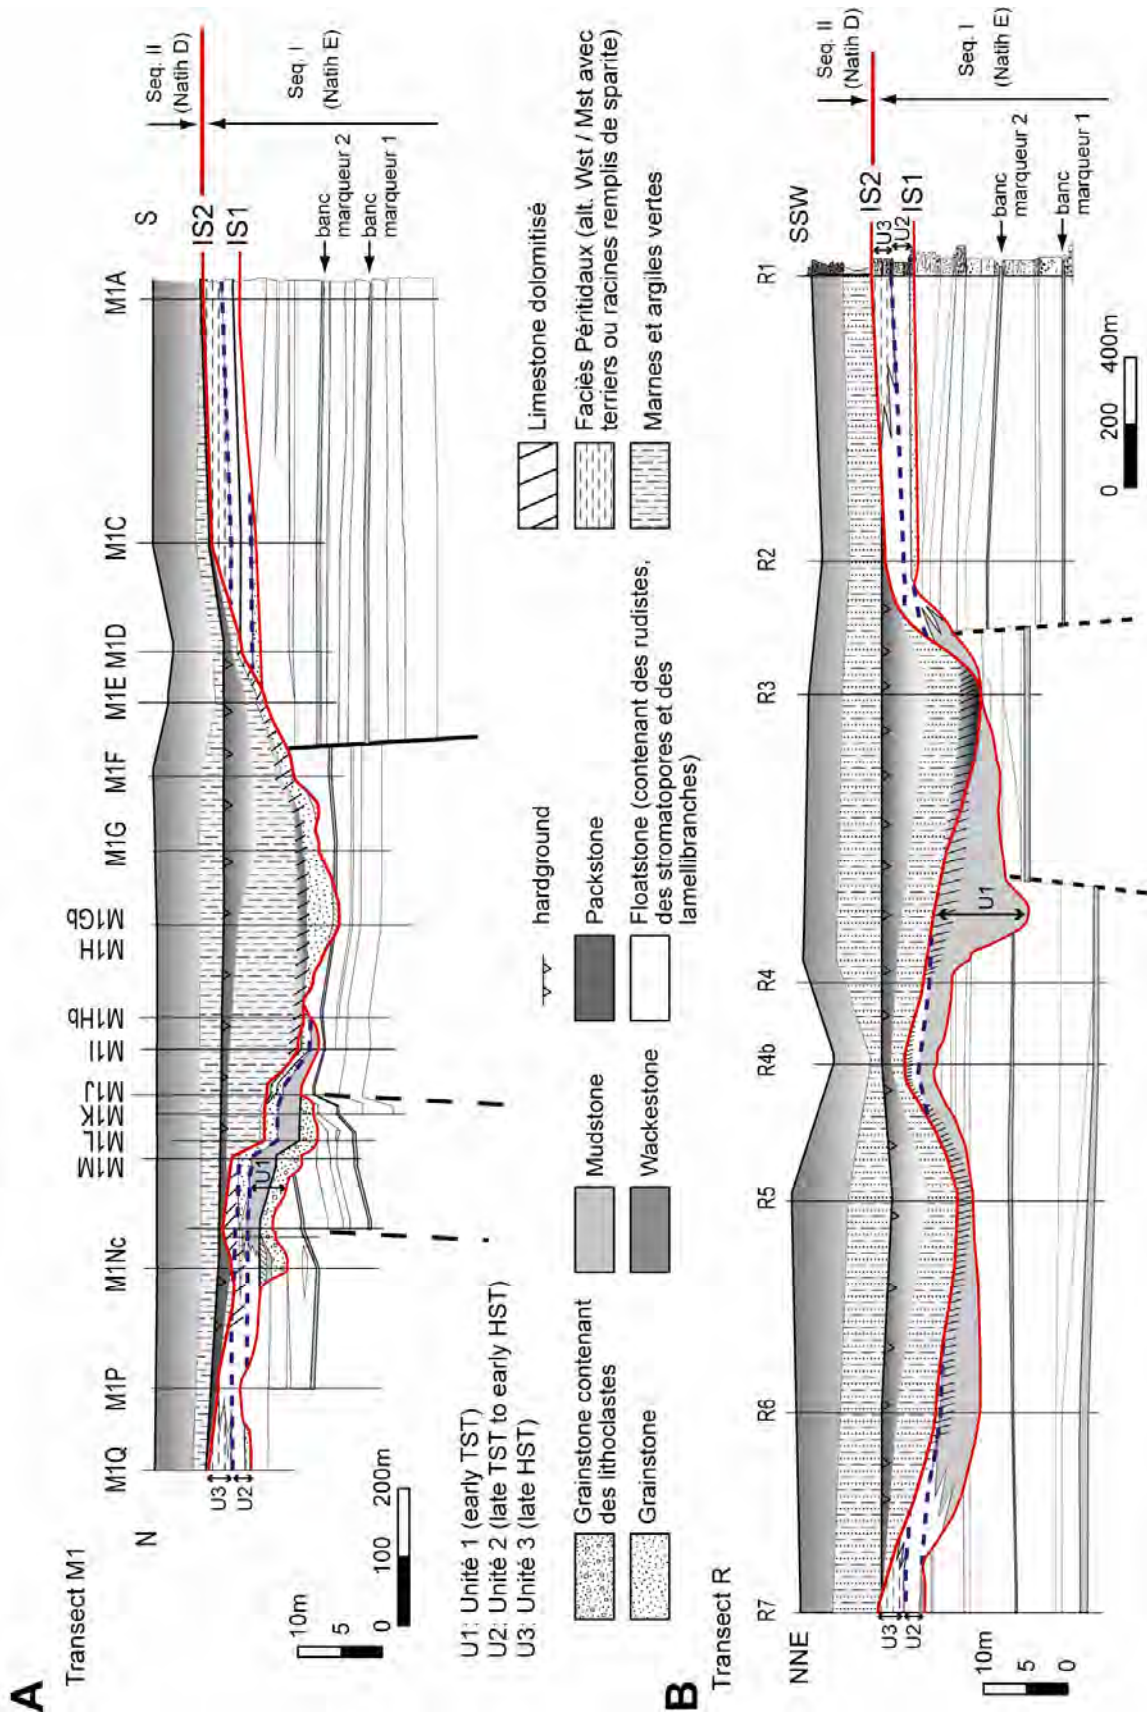 A
Transect M1
N
S
M1Q
M1P
M1Nc
M1M
M1L
M1K
M1J
M1I
M1Hb
M1H
M1Gb
M1G
M1F
M1E
M1D
M1C
M1A
Seq. II
(Natih D)
IS2
IS1
Seq. I
(Natih E)
banc
marqueur 2
banc
marqueur 1
U3
U2
U1
10m
5
0
0
100
200m
U1: Unité 1 (early TST)
U2: Unité 2 (late TST to early HST)
U3: Unité 3 (late HST)
hardground
Limestone dolomitisé
Grainstone contenant
des lithoclastes
Mudstone
Packstone
Faciès Péritidaux (alt. Wst / Mst avec
terriers ou racines remplis de sparite)
Grainstone
Wackestone
Floatstone (contenant des rudistes,
des stromatopores et des
lamellibranches)
Marnes et argiles vertes
B
Transect R
NNE
SSW
R7
R6
R5
R4b
R4
R3
R2
R1
Seq. II
(Natih D)
IS2
U3
U2
IS1
Seq. I
(Natih E)
banc
marqueur 2
banc
marqueur 1
U3
U2
U1
10m
5
0
0
200
400m